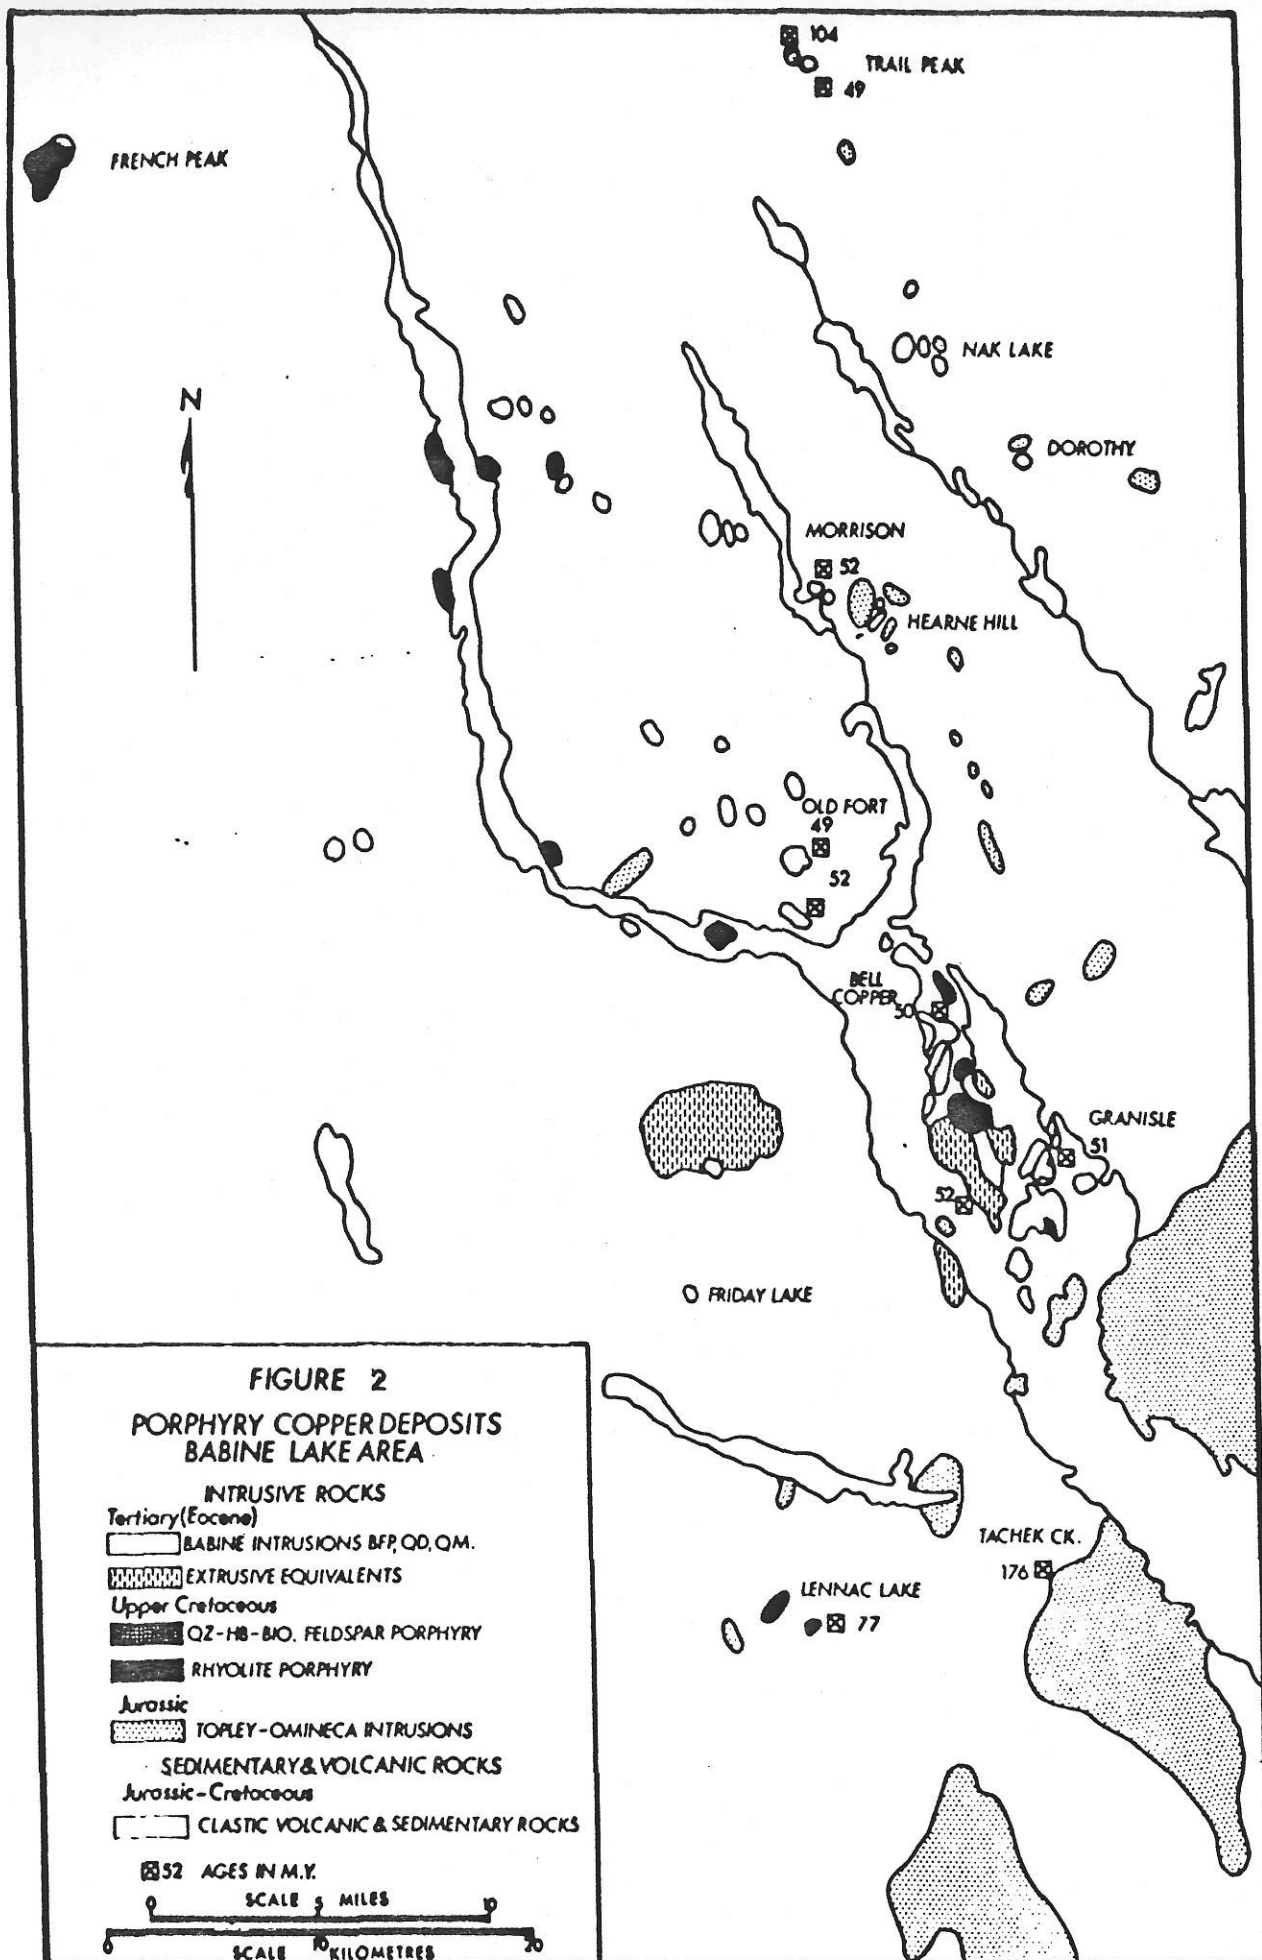 104
TRAIL PEAK
49
FRENCH PEAK
NAK LAKE
N
DOROTHY
MORRISON
52
HEARNE HILL
OLD FORT
49
52
BELL
COPPER
50
GRANISLE
51
52
FRIDAY LAKE
TACHEK CK.
176
LENNAC LAKE
77
FIGURE 2
PORPHYRY COPPER DEPOSITS
BABINE LAKE AREA
INTRUSIVE ROCKS
Tertiary (Eocene)
BABINE INTRUSIONS BFP, QD, QM.
EXTRUSIVE EQUIVALENTS
Upper Cretaceous
QZ-HB-BIO. FELDSPAR PORPHYRY
RHYOLITE PORPHYRY
Jurassic
TOPLEY-OMINECA INTRUSIONS
SEDIMENTARY & VOLCANIC ROCKS
Jurassic-Cretaceous
CLASTIC VOLCANIC & SEDIMENTARY ROCKS
52 AGES IN M.Y.
0 SCALE 5 MILES 10
0 SCALE 10 KILOMETRES 20